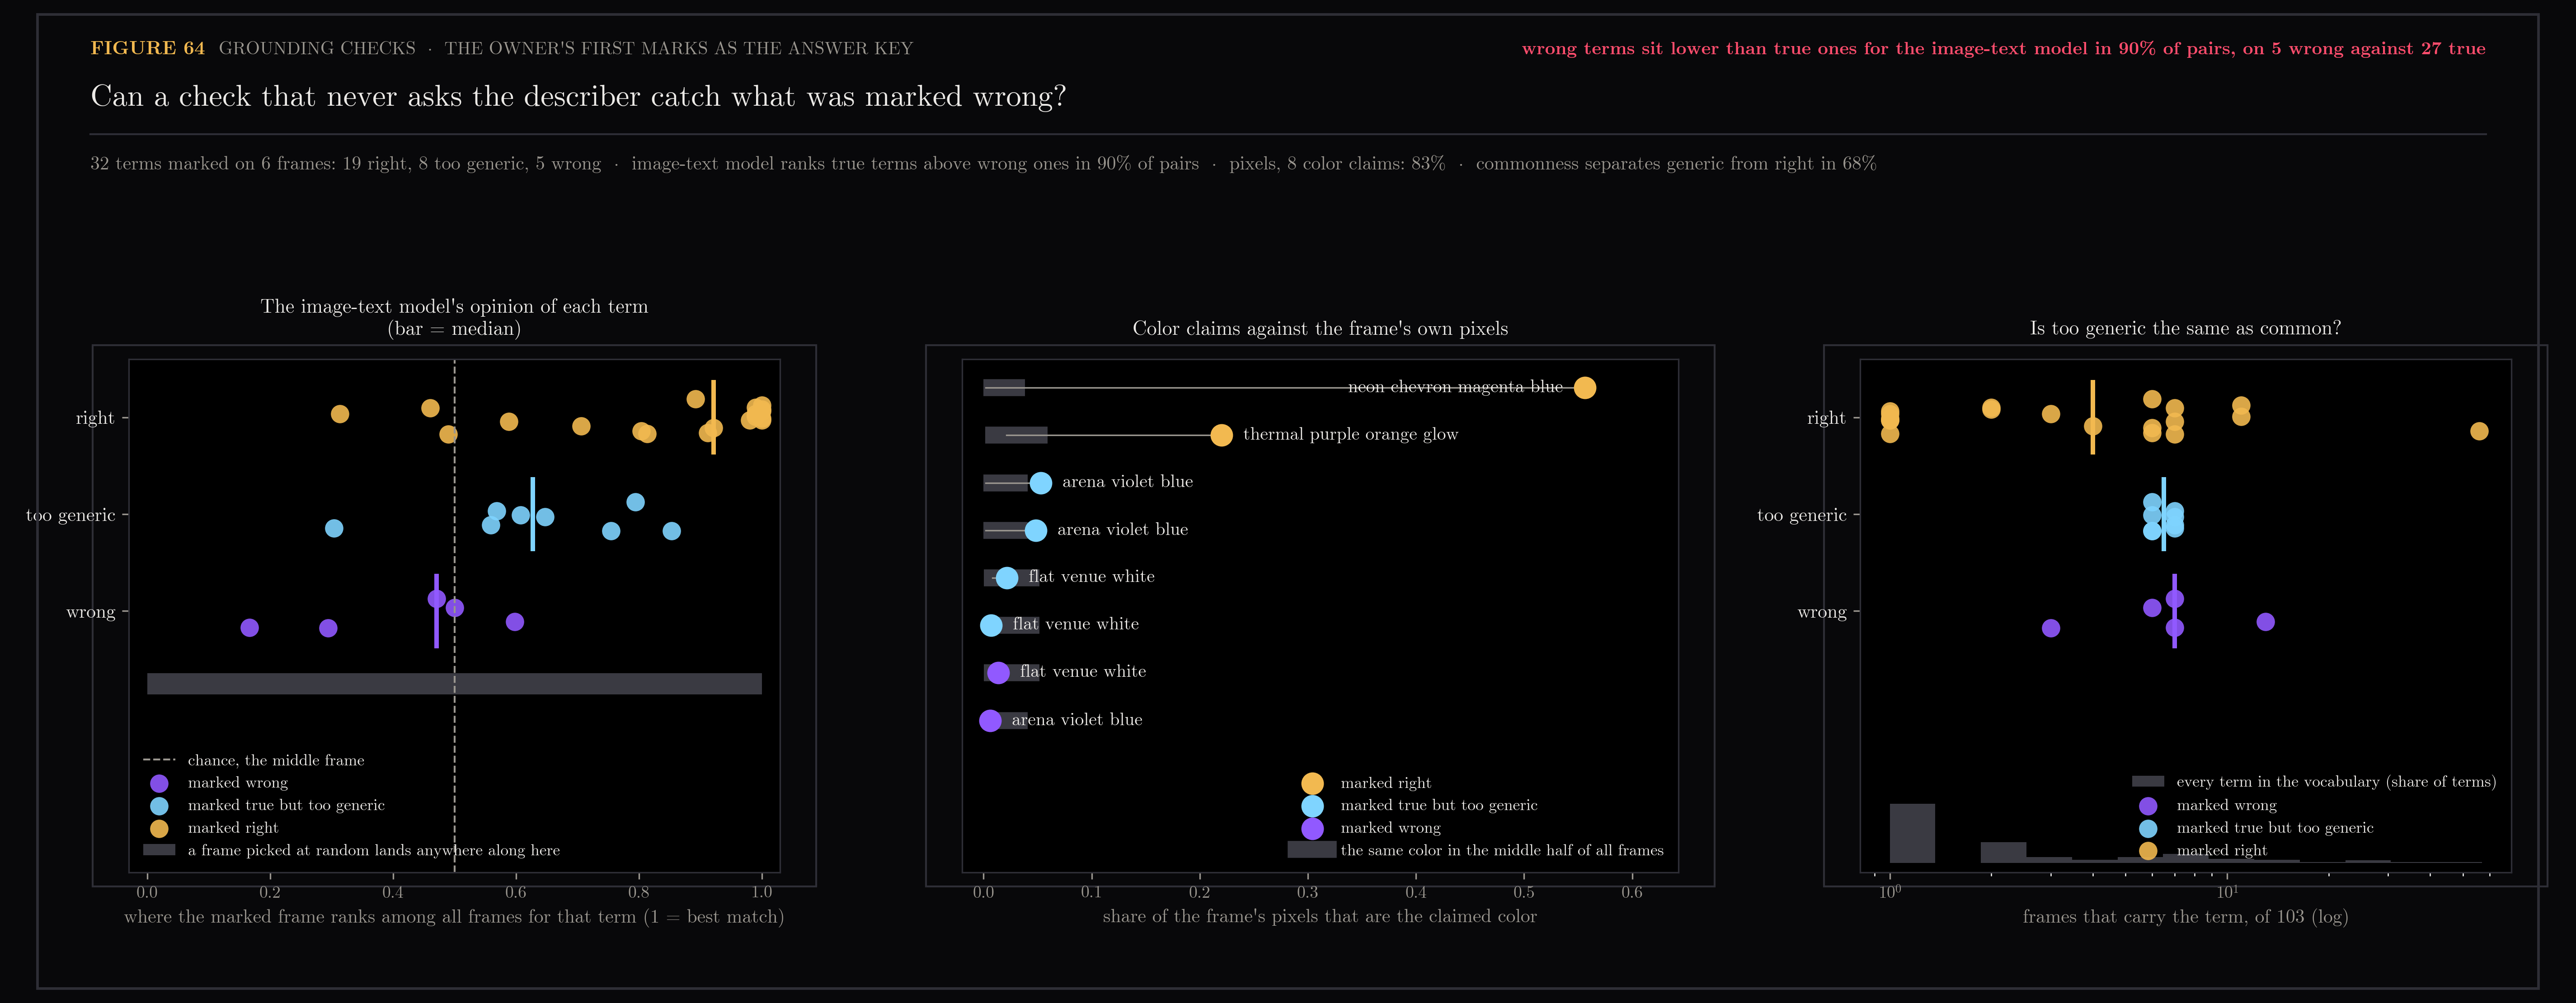 FIGURE 64 GROUNDING CHECKS · THE OWNER'S FIRST MARKS AS THE ANSWER KEY
wrong terms sit lower than true ones for the image-text model in 90% of pairs, on 5 wrong against 27 true
Can a check that never asks the describer catch what was marked wrong?
32 terms marked on 6 frames: 19 right, 8 too generic, 5 wrong · image-text model ranks true terms above wrong ones in 90% of pairs · pixels, 8 color claims: 83% · commonness separates generic from right in 68%
The image-text model's opinion of each term
(bar = median)
right
too generic
wrong
chance, the middle frame
marked wrong
marked true but too generic
marked right
a frame picked at random lands anywhere along here
0.0 0.2 0.4 0.6 0.8 1.0
where the marked frame ranks among all frames for that term (1 = best match)
Color claims against the frame's own pixels
neon chevron magenta blue
thermal purple orange glow
arena violet blue
arena violet blue
flat venue white
flat venue white
flat venue white
arena violet blue
marked right
marked true but too generic
marked wrong
the same color in the middle half of all frames
0.0 0.1 0.2 0.3 0.4 0.5 0.6
share of the frame's pixels that are the claimed color
Is too generic the same as common?
right
too generic
wrong
every term in the vocabulary (share of terms)
marked wrong
marked true but too generic
marked right
10⁰ 10¹
frames that carry the term, of 103 (log)